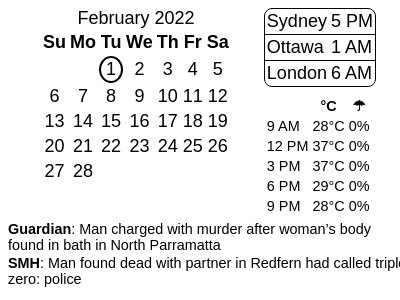 February 2022
Su Mo Tu We Th Fr Sa
1 2 3 4 5
6 7 8 9 10 11 12
13 14 15 16 17 18 19
20 21 22 23 24 25 26
27 28
Sydney 5 PM
Ottawa 1 AM
London 6 AM
°C ☂
9 AM 28°C 0%
12 PM 37°C 0%
3 PM 37°C 0%
6 PM 29°C 0%
9 PM 28°C 0%
Guardian: Man charged with murder after woman’s body
found in bath in North Parramatta
SMH: Man found dead with partner in Redfern had called triple
zero: police